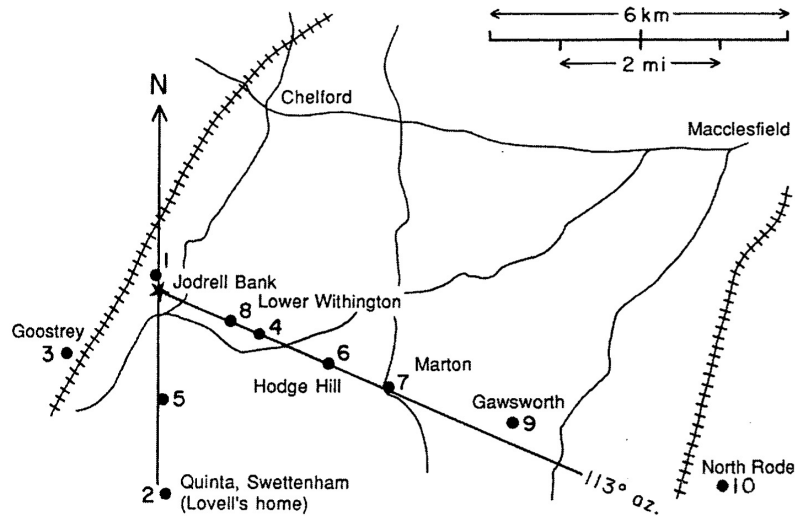 6 km
2 mi
N
Chelford
Macclesfield
1
Jodrell Bank
Lower Withington
8
4
Goostrey
3
6
Hodge Hill
Marton
7
Gawsworth
9
5
113° az.
North Rode
10
2
Quinta, Swettenham
(Lovell's home)